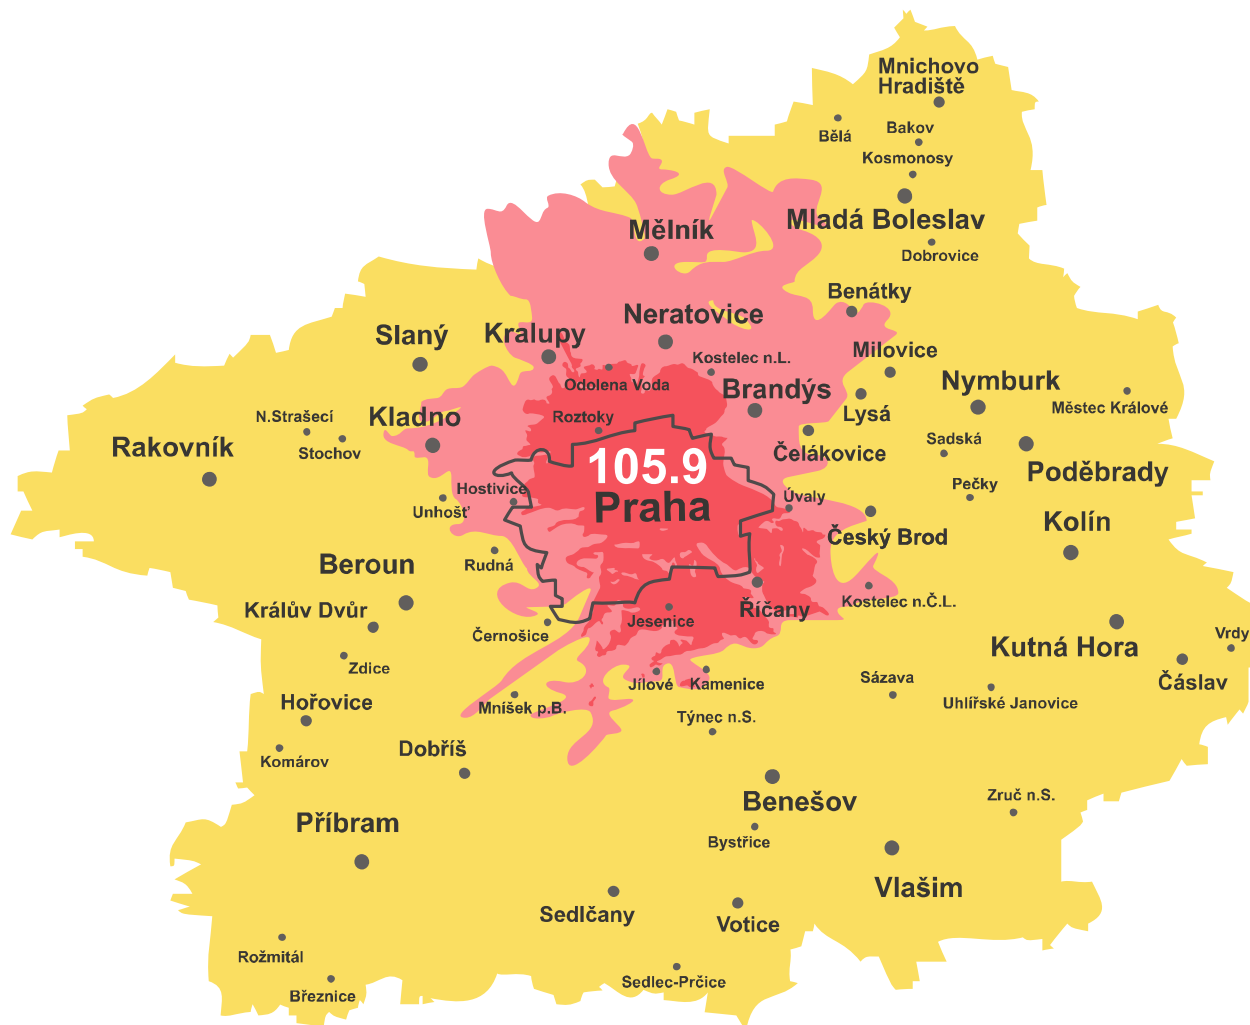 Mnichovo
Hradiště
Bakov
Bělá
Kosmonosy
Mladá Boleslav
Mělník
Dobrovice
Benátky
Neratovice
Kralupy
Slaný
Milovice
Kostelec n.L.
Nymburk
Odolena Voda
Brandýs
Městec Králové
Lysá
N.Strašecí
Kladno
Roztoky
Sadská
Rakovník
Stochov
Čelákovice
105.9
Poděbrady
Pečky
Hostivice
Úvaly
Praha
Unhošť
Kolín
Český Brod
Beroun
Rudná
Kostelec n.Č.L.
Králův Dvůr
Říčany
Jesenice
Černošice
Vrdy
Kutná Hora
Zdice
Sázava
Čáslav
Jílové
Kamenice
Hořovice
Uhlířské Janovice
Mníšek p.B.
Týnec n.S.
Dobříš
Komárov
Zruč n.S.
Benešov
Příbram
Bystřice
Vlašim
Sedlčany
Votice
Rožmitál
Sedlec-Prčice
Březnice